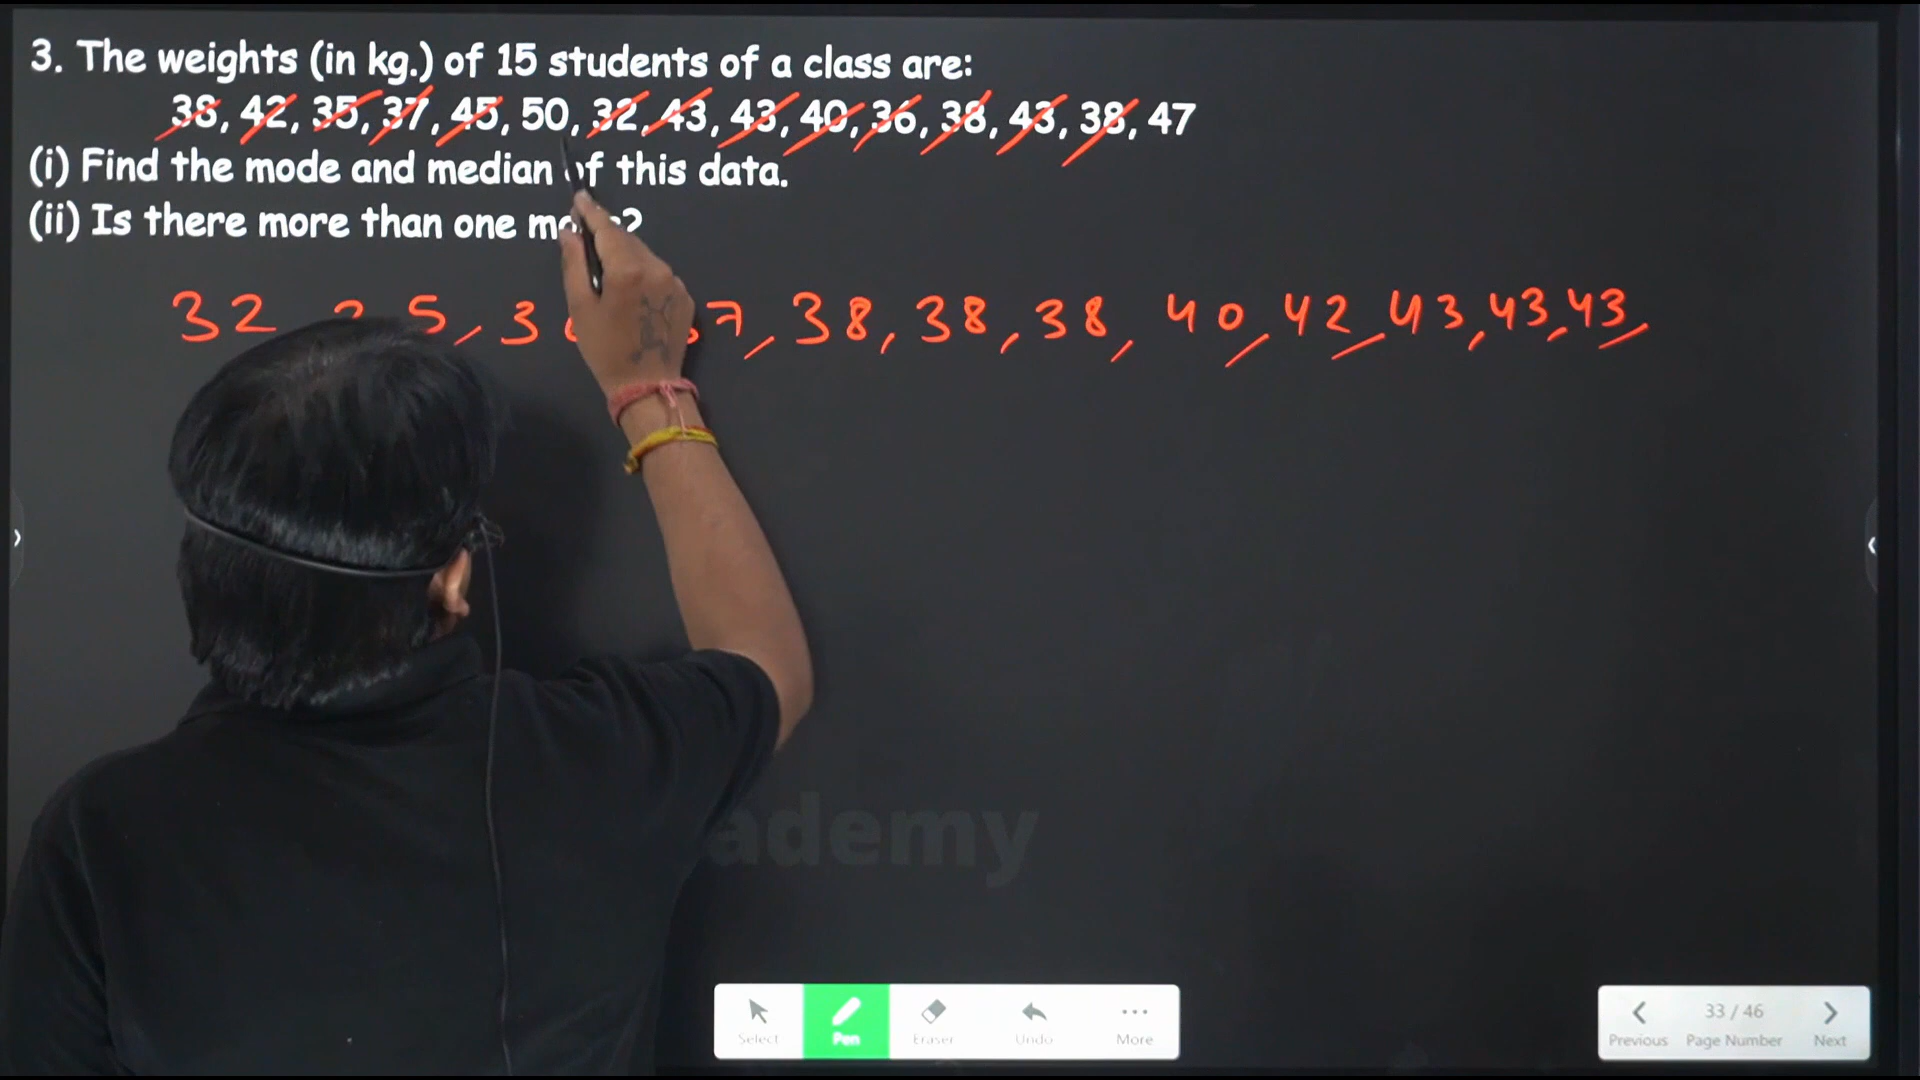 3. The weights (in kg.) of 15 students of a class are:
38, 42, 35, 37, 45, 50, 32, 43, 43, 40, 36, 38, 43, 38, 47
(i) Find the mode and median of this data.
(ii) Is there more than one
32 5, 3 7, 38, 38, 38, 40, 42, 43, 43, 43,
ademy
Select Pen Eraser Undo More
33 / 46
Previous Page Number Next